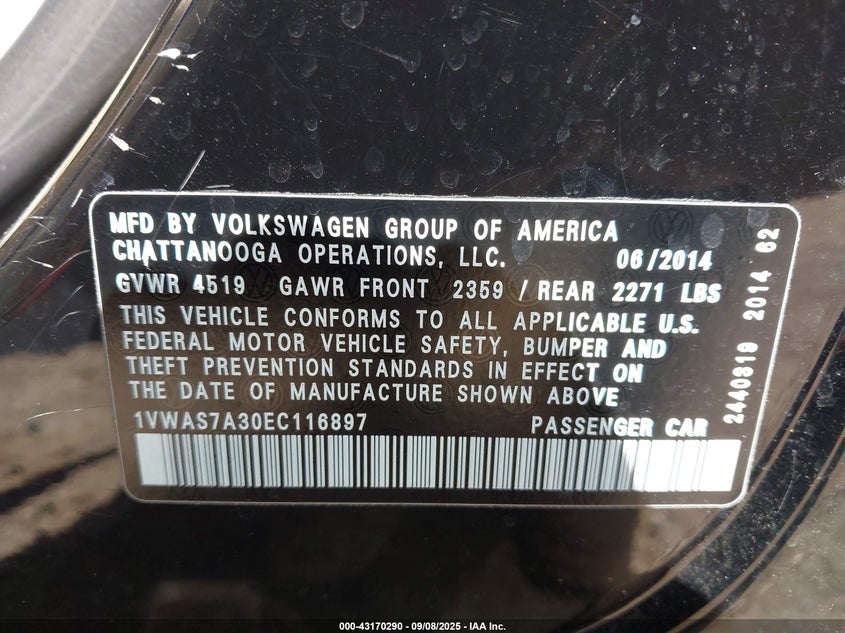 MFD BY VOLKSWAGEN GROUP OF AMERICA
CHATTANOOGA OPERATIONS, LLC. 06/2014
GVWR 4519 GAWR FRONT 2359 / REAR 2271 LBS
THIS VEHICLE CONFORMS TO ALL APPLICABLE U.S.
FEDERAL MOTOR VEHICLE SAFETY, BUMPER AND
THEFT PREVENTION STANDARDS IN EFFECT ON
THE DATE OF MANUFACTURE SHOWN ABOVE
1VWAS7A30EC116897 PASSENGER CAR
2440319 2014 62
000-43170290 - 09/08/2025 - IAA Inc.